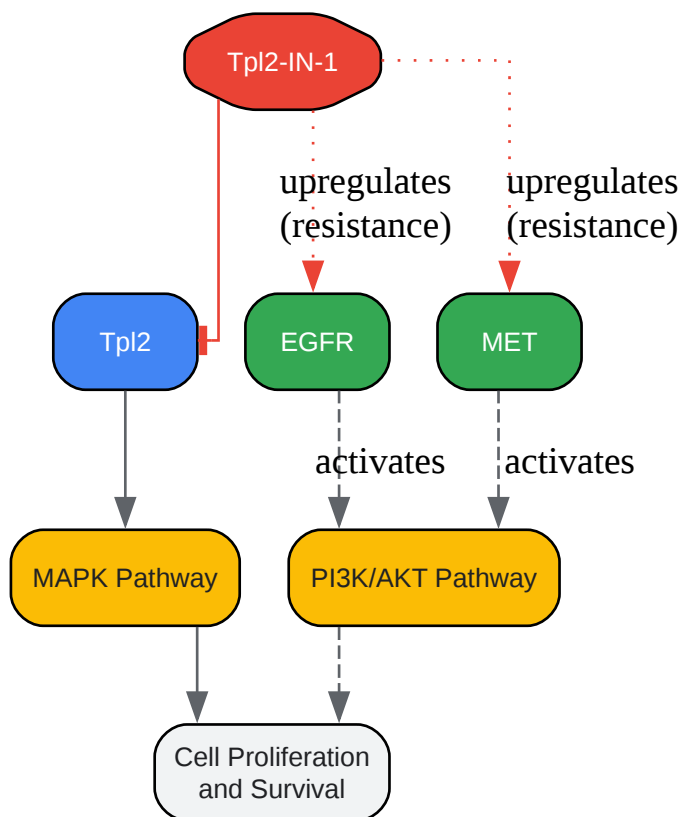 Tpl2-IN-1
upregulates
(resistance)
upregulates
(resistance)
Tpl2
EGFR
MET
activates
activates
MAPK Pathway
PI3K/AKT Pathway
Cell Proliferation
and Survival